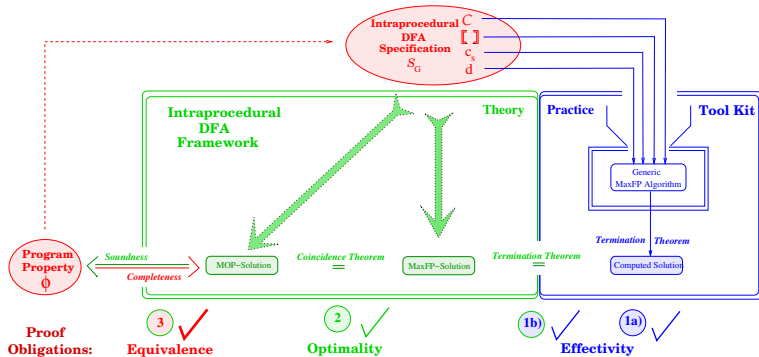 Intraprocedural C
DFA ⟦ ⟧
Specification c_s
S_G d
Intraprocedural
DFA
Framework
Theory
Practice
Tool Kit
Generic
MaxFP Algorithm
Termination Theorem
Computed Solution
Program
Property
ϕ
Soundness
Completeness
MOP−Solution
Coincidence Theorem
=
MaxFP−Solution
Termination Theorem
=
Proof
Obligations:
3
Equivalence
2
Optimality
1b)
1a)
Effectivity